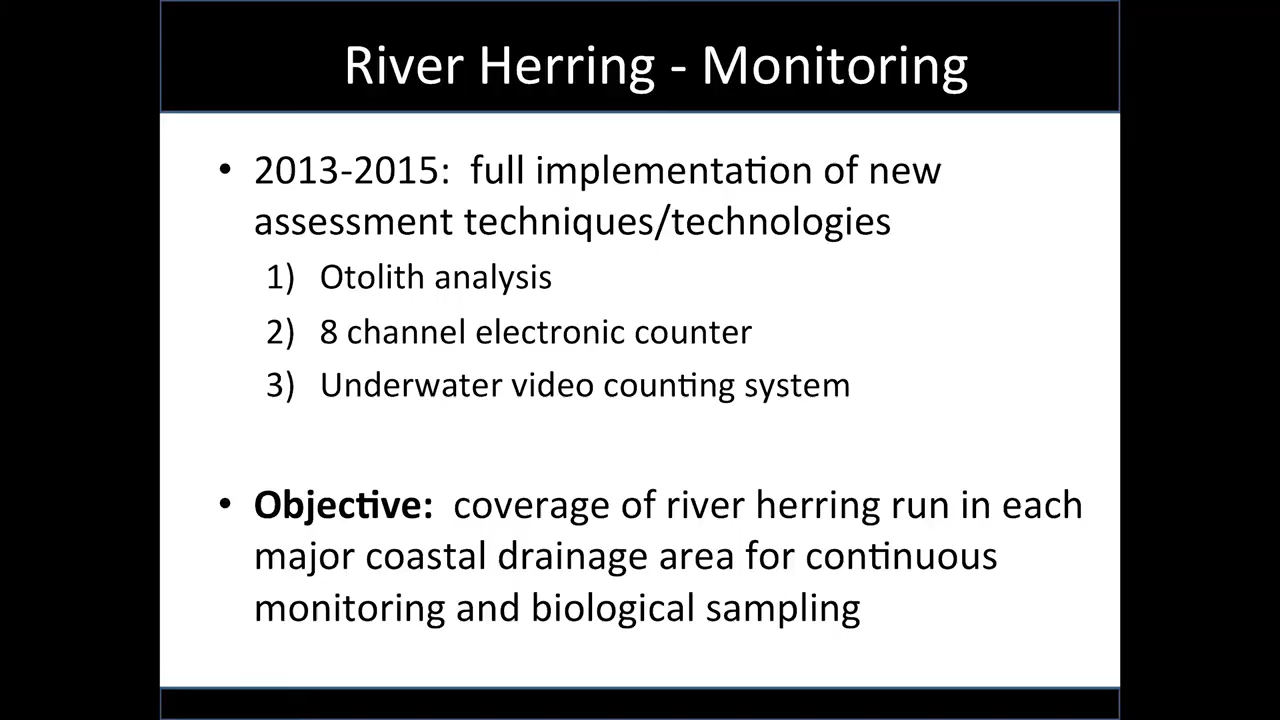 River Herring - Monitoring
• 2013-2015:  full implementation of new
assessment techniques/technologies
1) Otolith analysis
2) 8 channel electronic counter
3) Underwater video counting system
• Objective:  coverage of river herring run in each
major coastal drainage area for continuous
monitoring and biological sampling